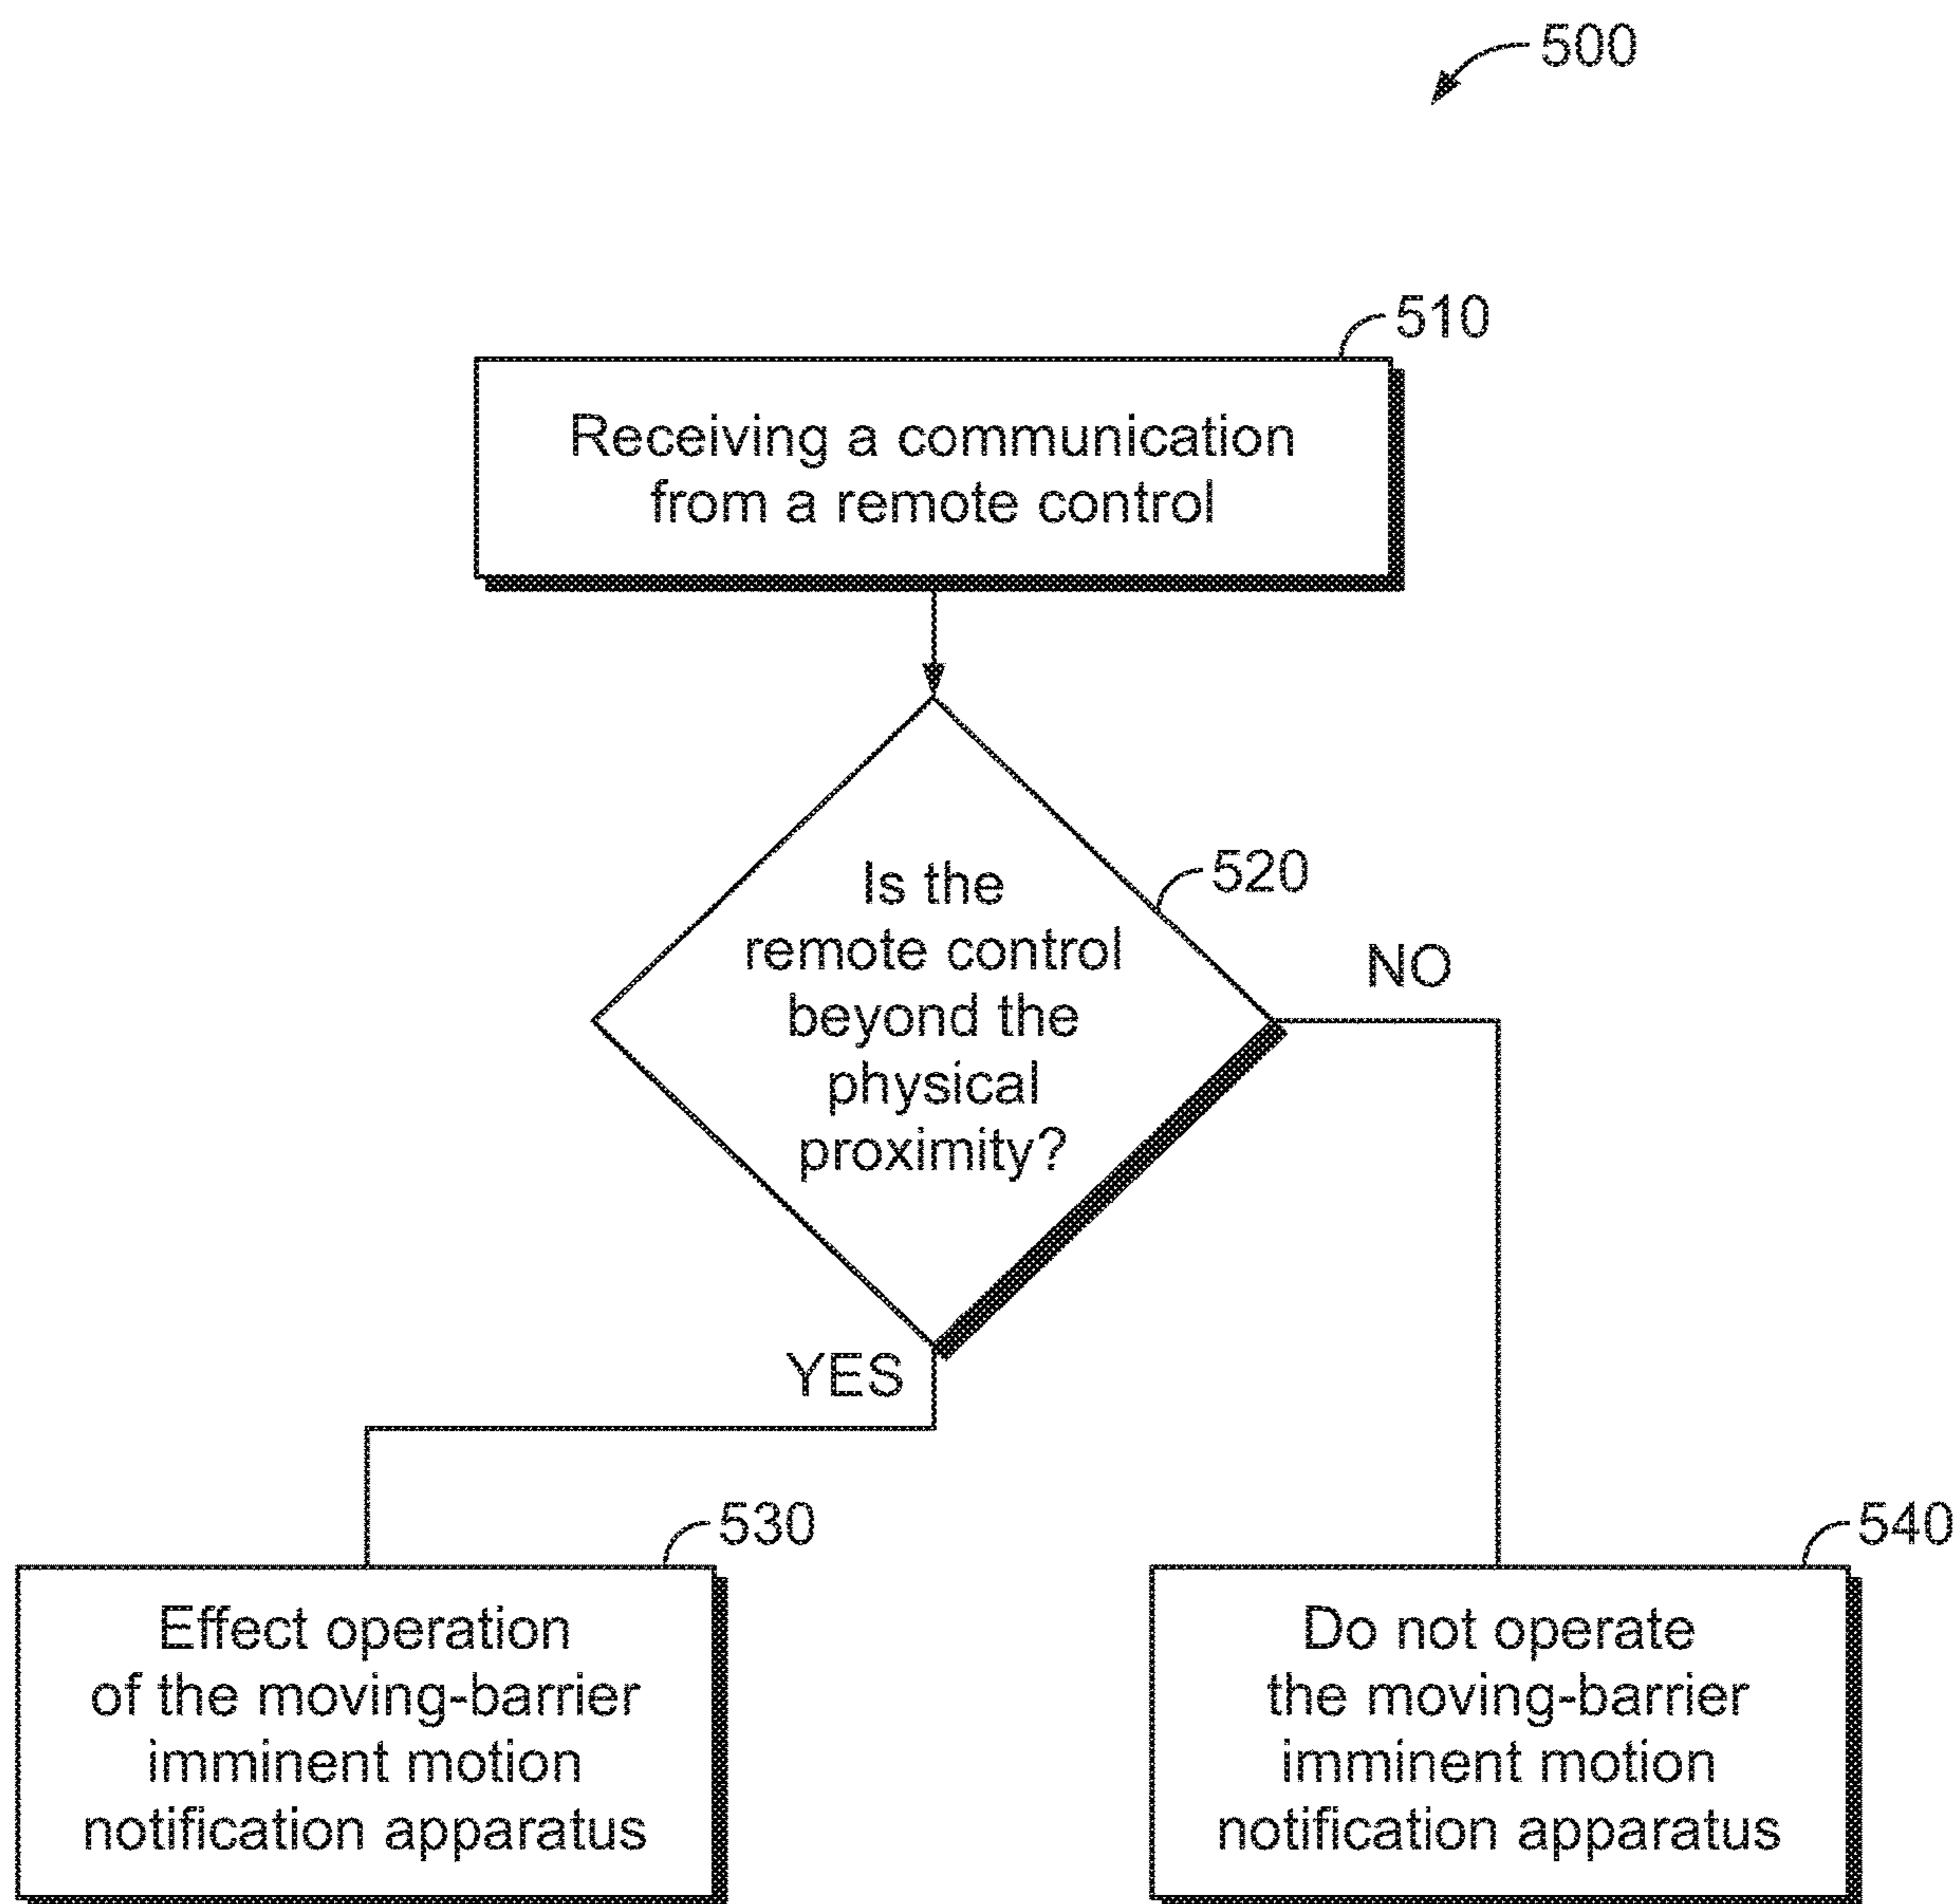 500
510
Receiving a communication
from a remote control
520
Is the
remote control
beyond the
physical
proximity?
NO
YES
530
Effect operation
of the moving-barrier
imminent motion
notification apparatus
540
Do not operate
the moving-barrier
imminent motion
notification apparatus